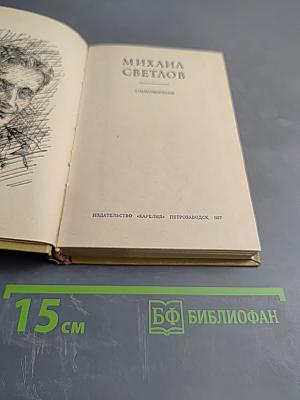 МИХАИЛ
СВЕТЛОВ
СТИХОТВОРЕНИЯ
ИЗДАТЕЛЬСТВО «КАРЕЛИЯ» ПЕТРОЗАВОДСК, 1977
15 см
БФ БИБЛИОФАН